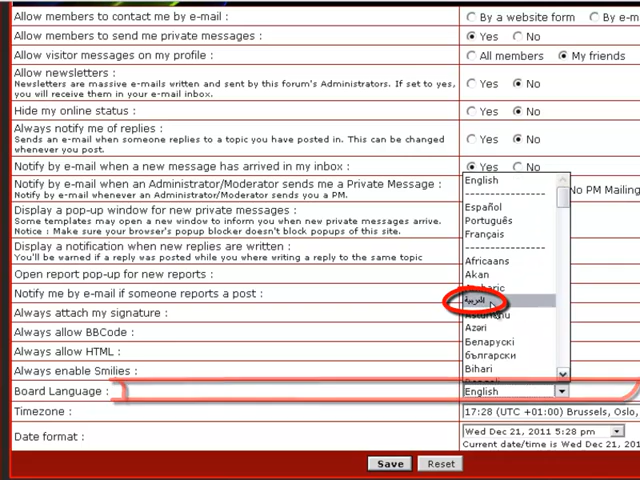 Allow members to contact me by e-mail :
By a website form
By e-m
Allow members to send me private messages :
Yes No
Allow visitor messages on my profile :
All members My friends
Allow newsletters :
Newsletters are massive e-mails written and sent by this forum's Administrators. If set to yes,
you will receive them in your e-mail inbox.
Yes No
Hide my online status :
Yes No
Always notify me of replies :
Sends an e-mail when someone replies to a topic you have posted in. This can be changed
whenever you post.
Yes No
Notify by e-mail when a new message has arrived in my inbox :
Yes No
Notify by e-mail when an Administrator/Moderator sends me a Private Message :
Notify by e-mail whenever an Administrator sends you a PM.
No PM Mailing
Display a pop-up window for new private messages :
Some templates may open a new window to inform you when new private messages arrive.
Notice : Make sure your browser's popup blocker doesn't block popups of this site.
Display a notification when new replies are written :
You'll be warned if a reply was posted while you where writing a reply to the same topic
Open report pop-up for new reports :
Notify me by e-mail if someone reports a post :
Always attach my signature :
Always allow BBCode :
Always allow HTML :
Always enable Smilies :
English
--------------------
Español
Português
Français
--------------------
Africaans
Akan
العربية
Azəri
Беларускі
български
Bihari
Board Language :
English
Timezone :
17:28 (UTC +01:00) Brussels, Oslo,
Date format :
Wed Dec 21, 2011 5:28 pm
Current date/time is Wed Dec 21, 20
Save Reset